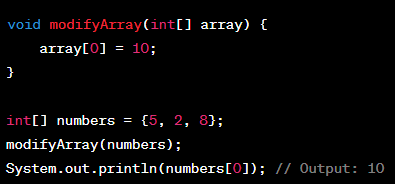 void modifyArray(int[] array) {
    array[0] = 10;
}
int[] numbers = {5, 2, 8};
modifyArray(numbers);
System.out.println(numbers[0]); // Output: 10